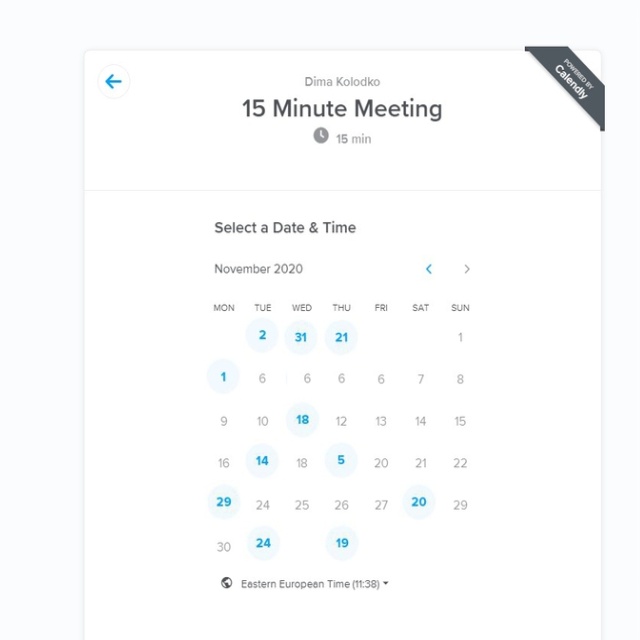 POWERED BY
Calendly
Dima Kolodko
15 Minute Meeting
15 min
Select a Date & Time
November 2020
MON TUE WED THU FRI SAT SUN
2 31 21 1
1 6 6 6 6 7 8
9 10 18 12 13 14 15
16 14 18 5 20 21 22
29 24 25 26 27 20 29
30 24 19
Eastern European Time (11:38)